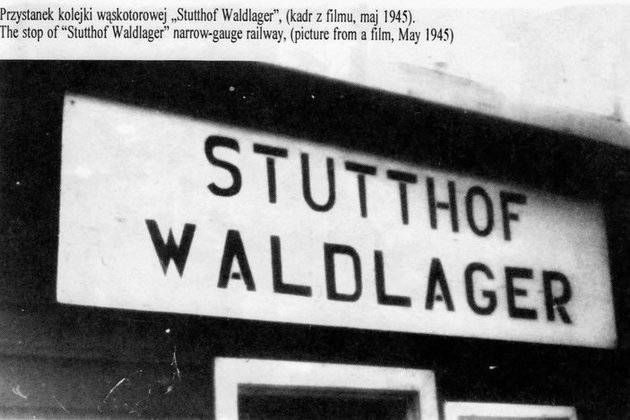 Przystanek kolejki wąskotorowej „Stutthof Waldlager”, (kadr z filmu, maj 1945).
The stop of “Stutthof Waldlager” narrow-gauge railway, (picture from a film, May 1945)
STUTTHOF
WALDLAGER